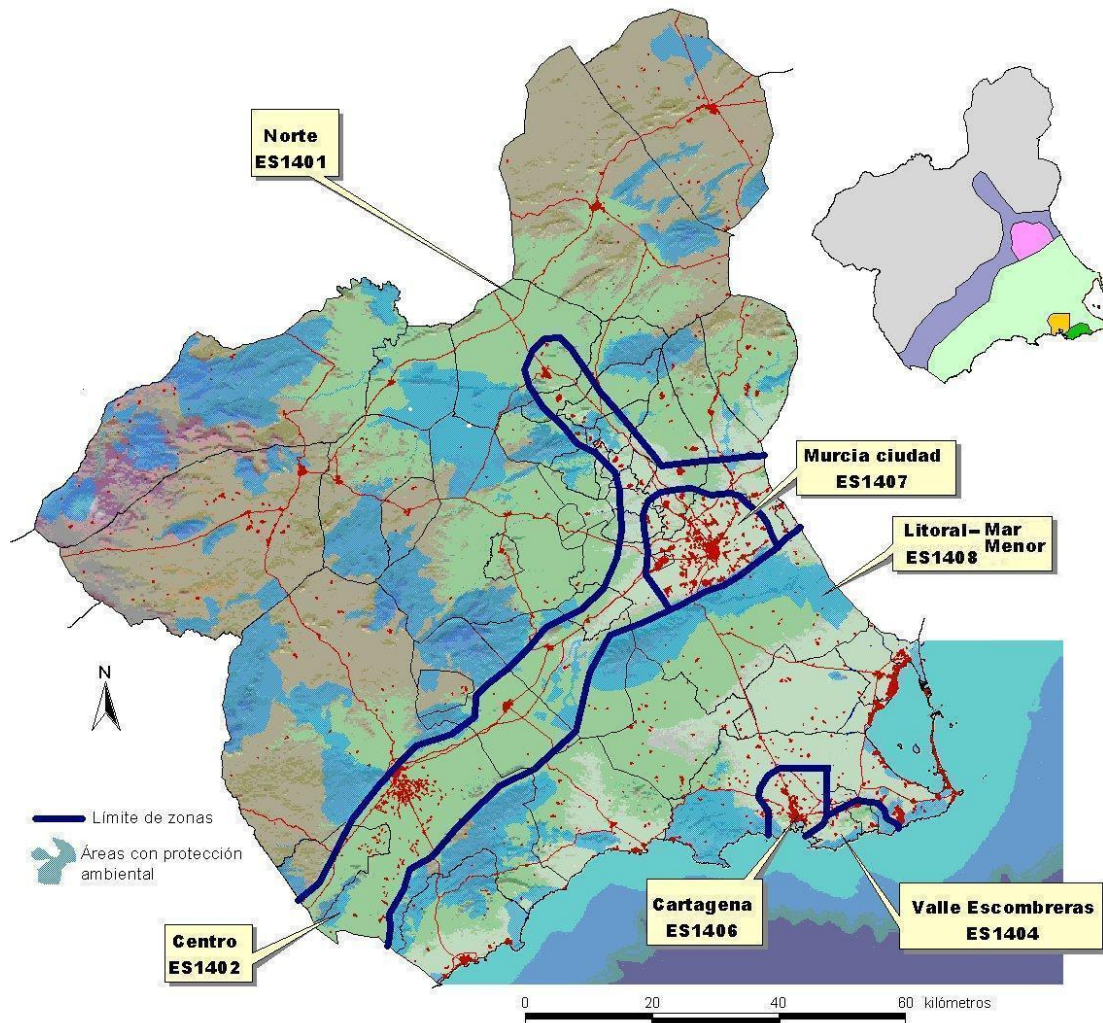 Norte
ES1401
Murcia ciudad
ES1407
Litoral- Mar
Menor
ES1408
N
Límite de zonas
Áreas con protección
ambiental
Cartagena
ES1406
Valle Escombreras
ES1404
Centro
ES1402
0 20 40 60 kilómetros